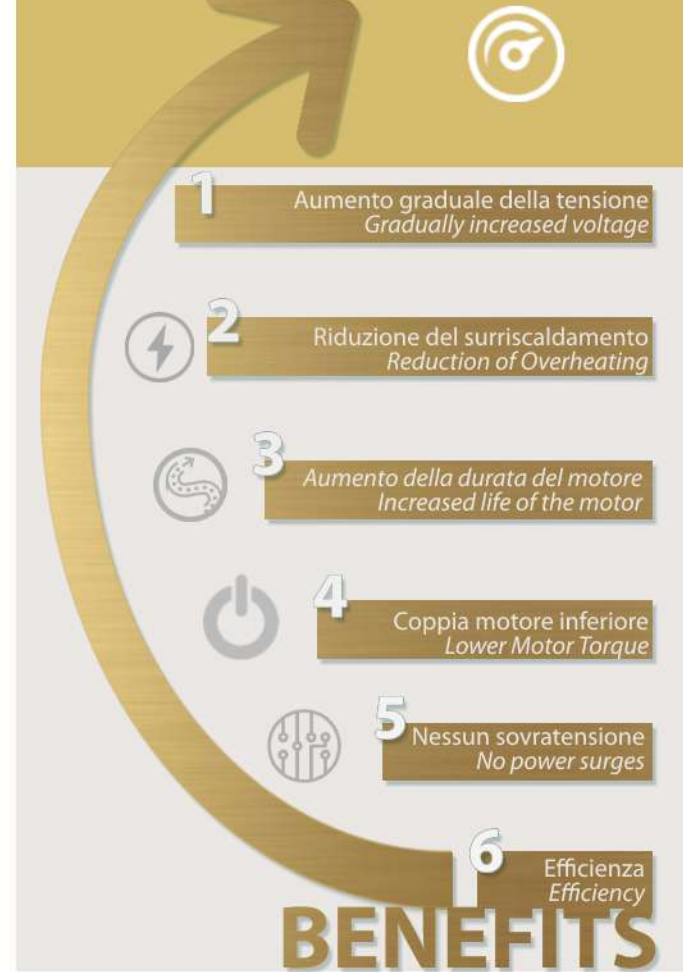 1
Aumento graduale della tensione
Gradually increased voltage
2
Riduzione del surriscaldamento
Reduction of Overheating
3
Aumento della durata del motore
Increased life of the motor
4
Coppia motore inferiore
Lower Motor Torque
5
Nessun sovratensione
No power surges
6
Efficienza
Efficiency
BENEFITS